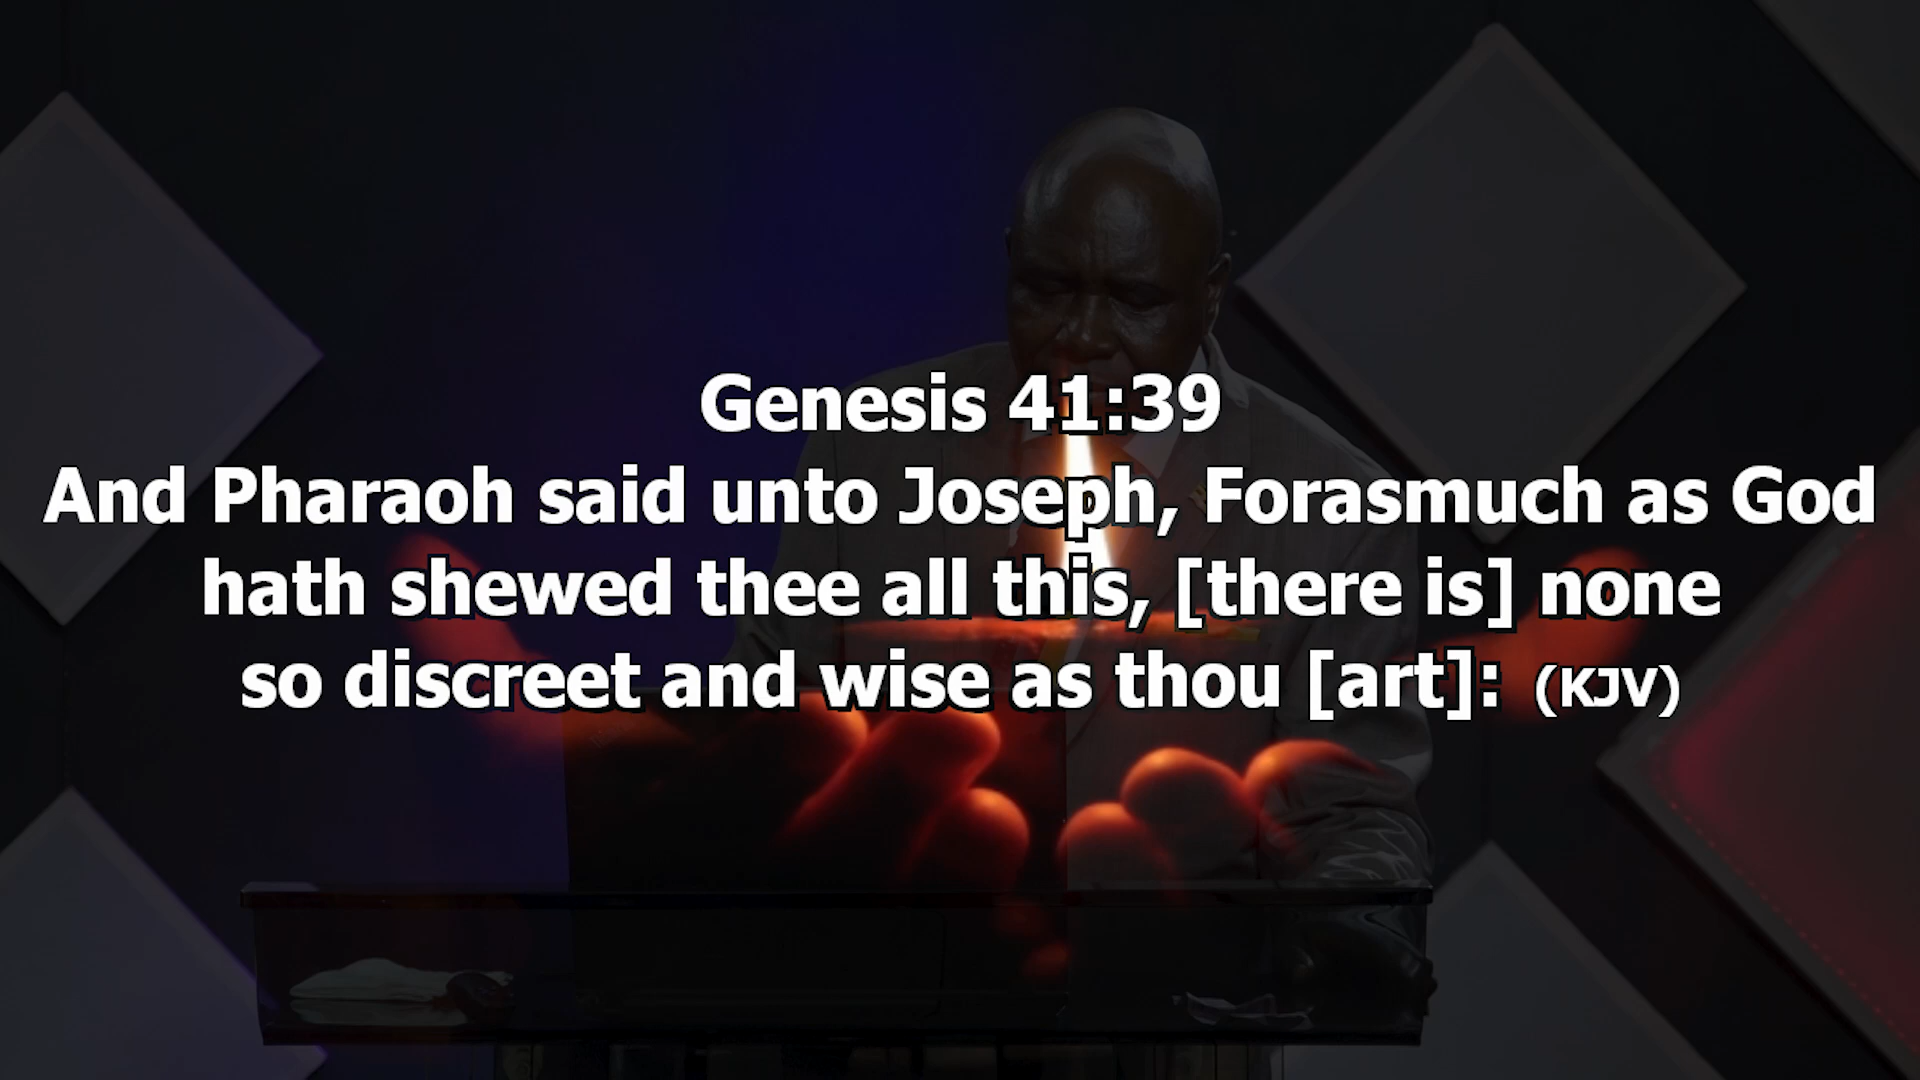 Genesis 41:39
And Pharaoh said unto Joseph, Forasmuch as God
hath shewed thee all this, [there is] none
so discreet and wise as thou [art]: (KJV)